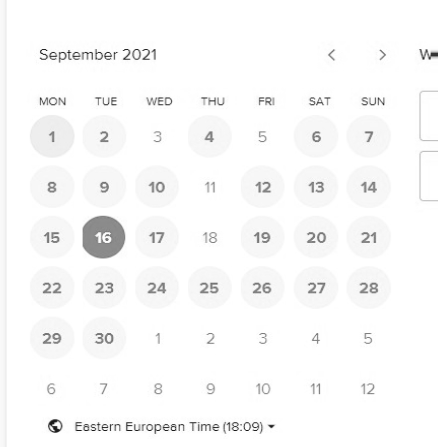 September 2021 < >
MON TUE WED THU FRI SAT SUN
1 2 3 4 5 6 7
8 9 10 11 12 13 14
15 16 17 18 19 20 21
22 23 24 25 26 27 28
29 30 1 2 3 4 5
6 7 8 9 10 11 12
Eastern European Time (18:09)